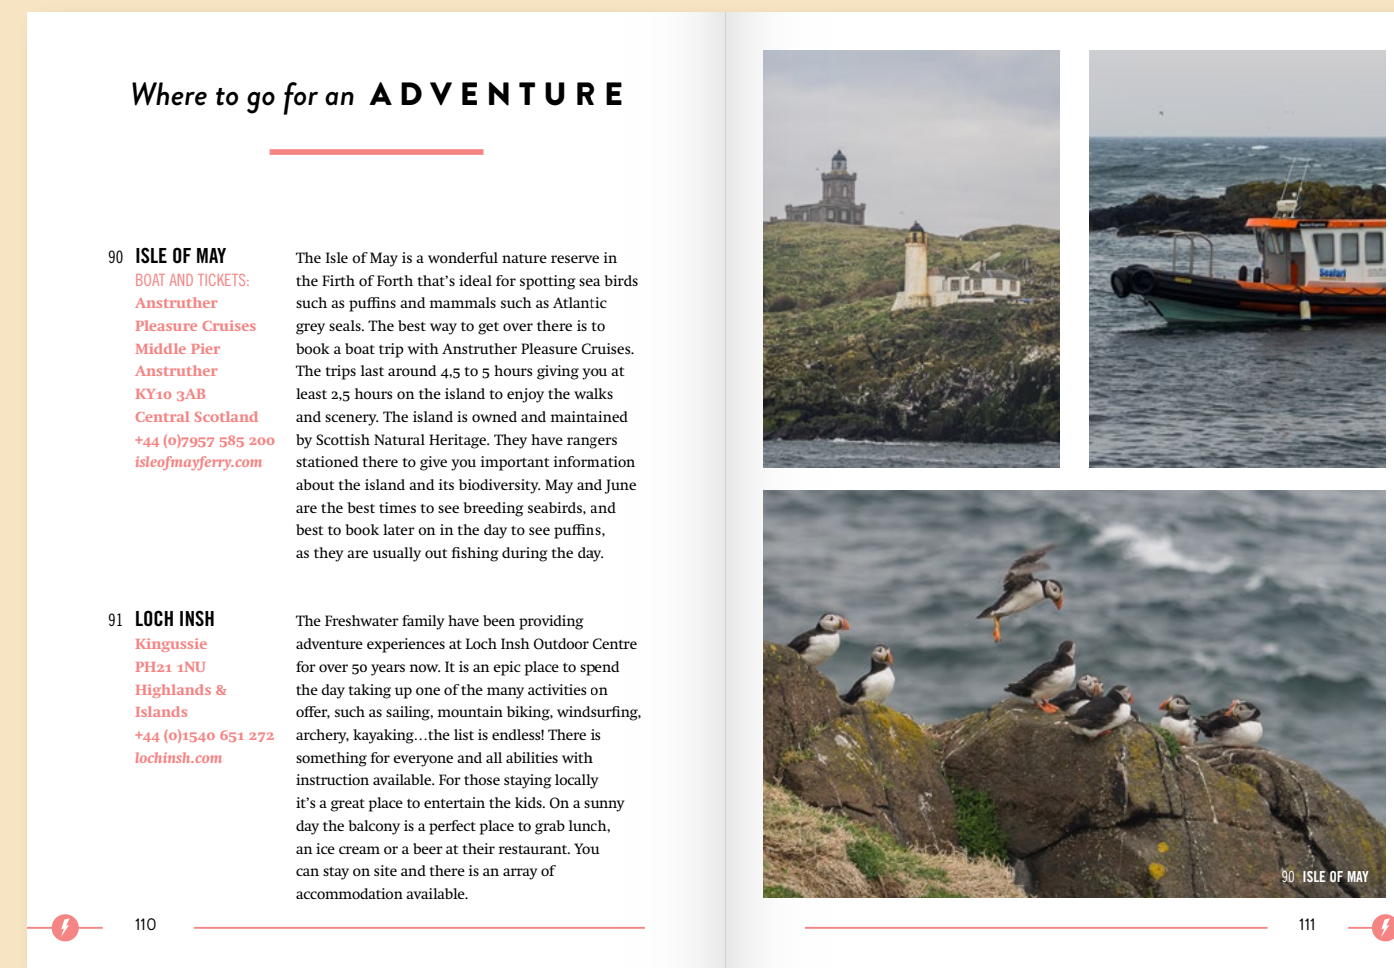 Where to go for an ADVENTURE
90 ISLE OF MAY
BOAT AND TICKETS:
Anstruther
Pleasure Cruises
Middle Pier
Anstruther
KY10 3AB
Central Scotland
+44 (0)7957 585 200
isleofmayferry.com
The Isle of May is a wonderful nature reserve in
the Firth of Forth that's ideal for spotting sea birds
such as puffins and mammals such as Atlantic
grey seals. The best way to get over there is to
book a boat trip with Anstruther Pleasure Cruises.
The trips last around 4,5 to 5 hours giving you at
least 2,5 hours on the island to enjoy the walks
and scenery. The island is owned and maintained
by Scottish Natural Heritage. They have rangers
stationed there to give you important information
about the island and its biodiversity. May and June
are the best times to see breeding seabirds, and
best to book later on in the day to see puffins,
as they are usually out fishing during the day.
91 LOCH INSH
Kingussie
PH21 1NU
Highlands &
Islands
+44 (0)1540 651 272
lochinsh.com
The Freshwater family have been providing
adventure experiences at Loch Insh Outdoor Centre
for over 50 years now. It is an epic place to spend
the day taking up one of the many activities on
offer, such as sailing, mountain biking, windsurfing,
archery, kayaking…the list is endless! There is
something for everyone and all abilities with
instruction available. For those staying locally
it's a great place to entertain the kids. On a sunny
day the balcony is a perfect place to grab lunch,
an ice cream or a beer at their restaurant. You
can stay on site and there is an array of
accommodation available.
110
Seafari
90 ISLE OF MAY
111